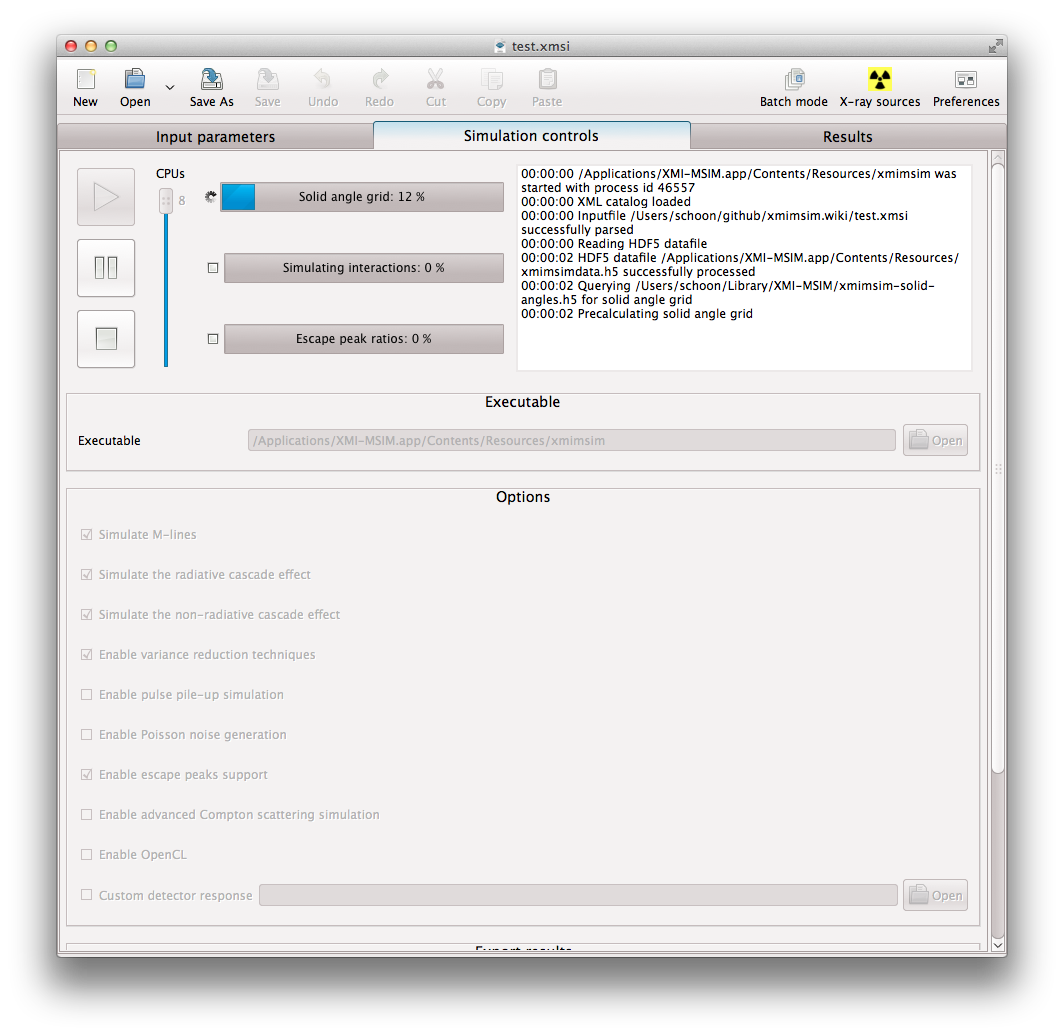 test.xmsi
New
Open
Save As
Save
Undo
Redo
Cut
Copy
Paste
Batch mode
X-ray sources
Preferences
Input parameters
Simulation controls
Results
CPUs
8
Solid angle grid: 12 %
Simulating interactions: 0 %
Escape peak ratios: 0 %
00:00:00 /Applications/XMI-MSIM.app/Contents/Resources/xmimsim was
started with process id 46557
00:00:00 XML catalog loaded
00:00:00 Inputfile /Users/schoon/github/xmimsim.wiki/test.xmsi
successfully parsed
00:00:00 Reading HDF5 datafile
00:00:02 HDF5 datafile /Applications/XMI-MSIM.app/Contents/Resources/
xmimsimdata.h5 successfully processed
00:00:02 Querying /Users/schoon/Library/XMI-MSIM/xmimsim-solid-
angles.h5 for solid angle grid
00:00:02 Precalculating solid angle grid
Executable
Executable
/Applications/XMI-MSIM.app/Contents/Resources/xmimsim
Open
Options
Simulate M-lines
Simulate the radiative cascade effect
Simulate the non-radiative cascade effect
Enable variance reduction techniques
Enable pulse pile-up simulation
Enable Poisson noise generation
Enable escape peaks support
Enable advanced Compton scattering simulation
Enable OpenCL
Custom detector response
Open
Export results